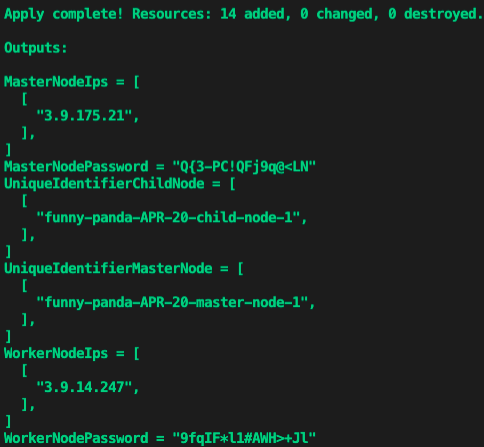 Apply complete! Resources: 14 added, 0 changed, 0 destroyed.
Outputs:
MasterNodeIps = [
[
"3.9.175.21",
],
]
MasterNodePassword = "Q{3-PC!QFj9q@<LN"
UniqueIdentifierChildNode = [
[
"funny-panda-APR-20-child-node-1",
],
]
UniqueIdentifierMasterNode = [
[
"funny-panda-APR-20-master-node-1",
],
]
WorkerNodeIps = [
[
"3.9.14.247",
],
]
WorkerNodePassword = "9fqIF*l1#AWH>+Jl"